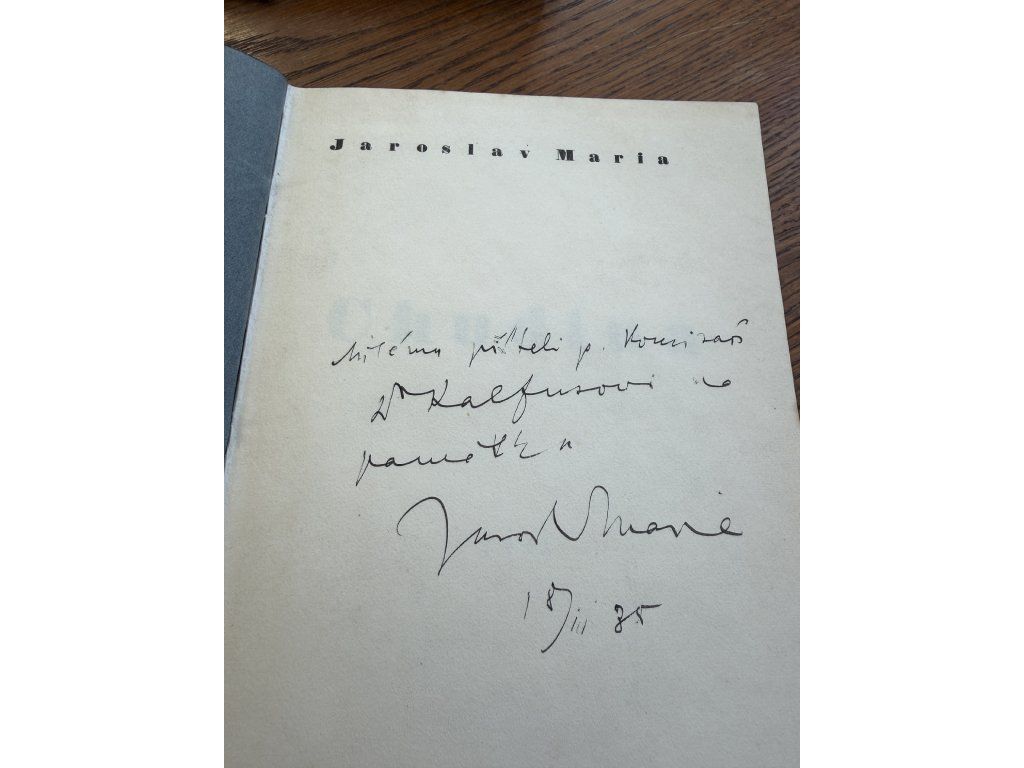 Jaroslav Maria
Milému příteli p. Komisaři
Dr Kalfusovi na
památku
Jarosl Maria
18/III 35